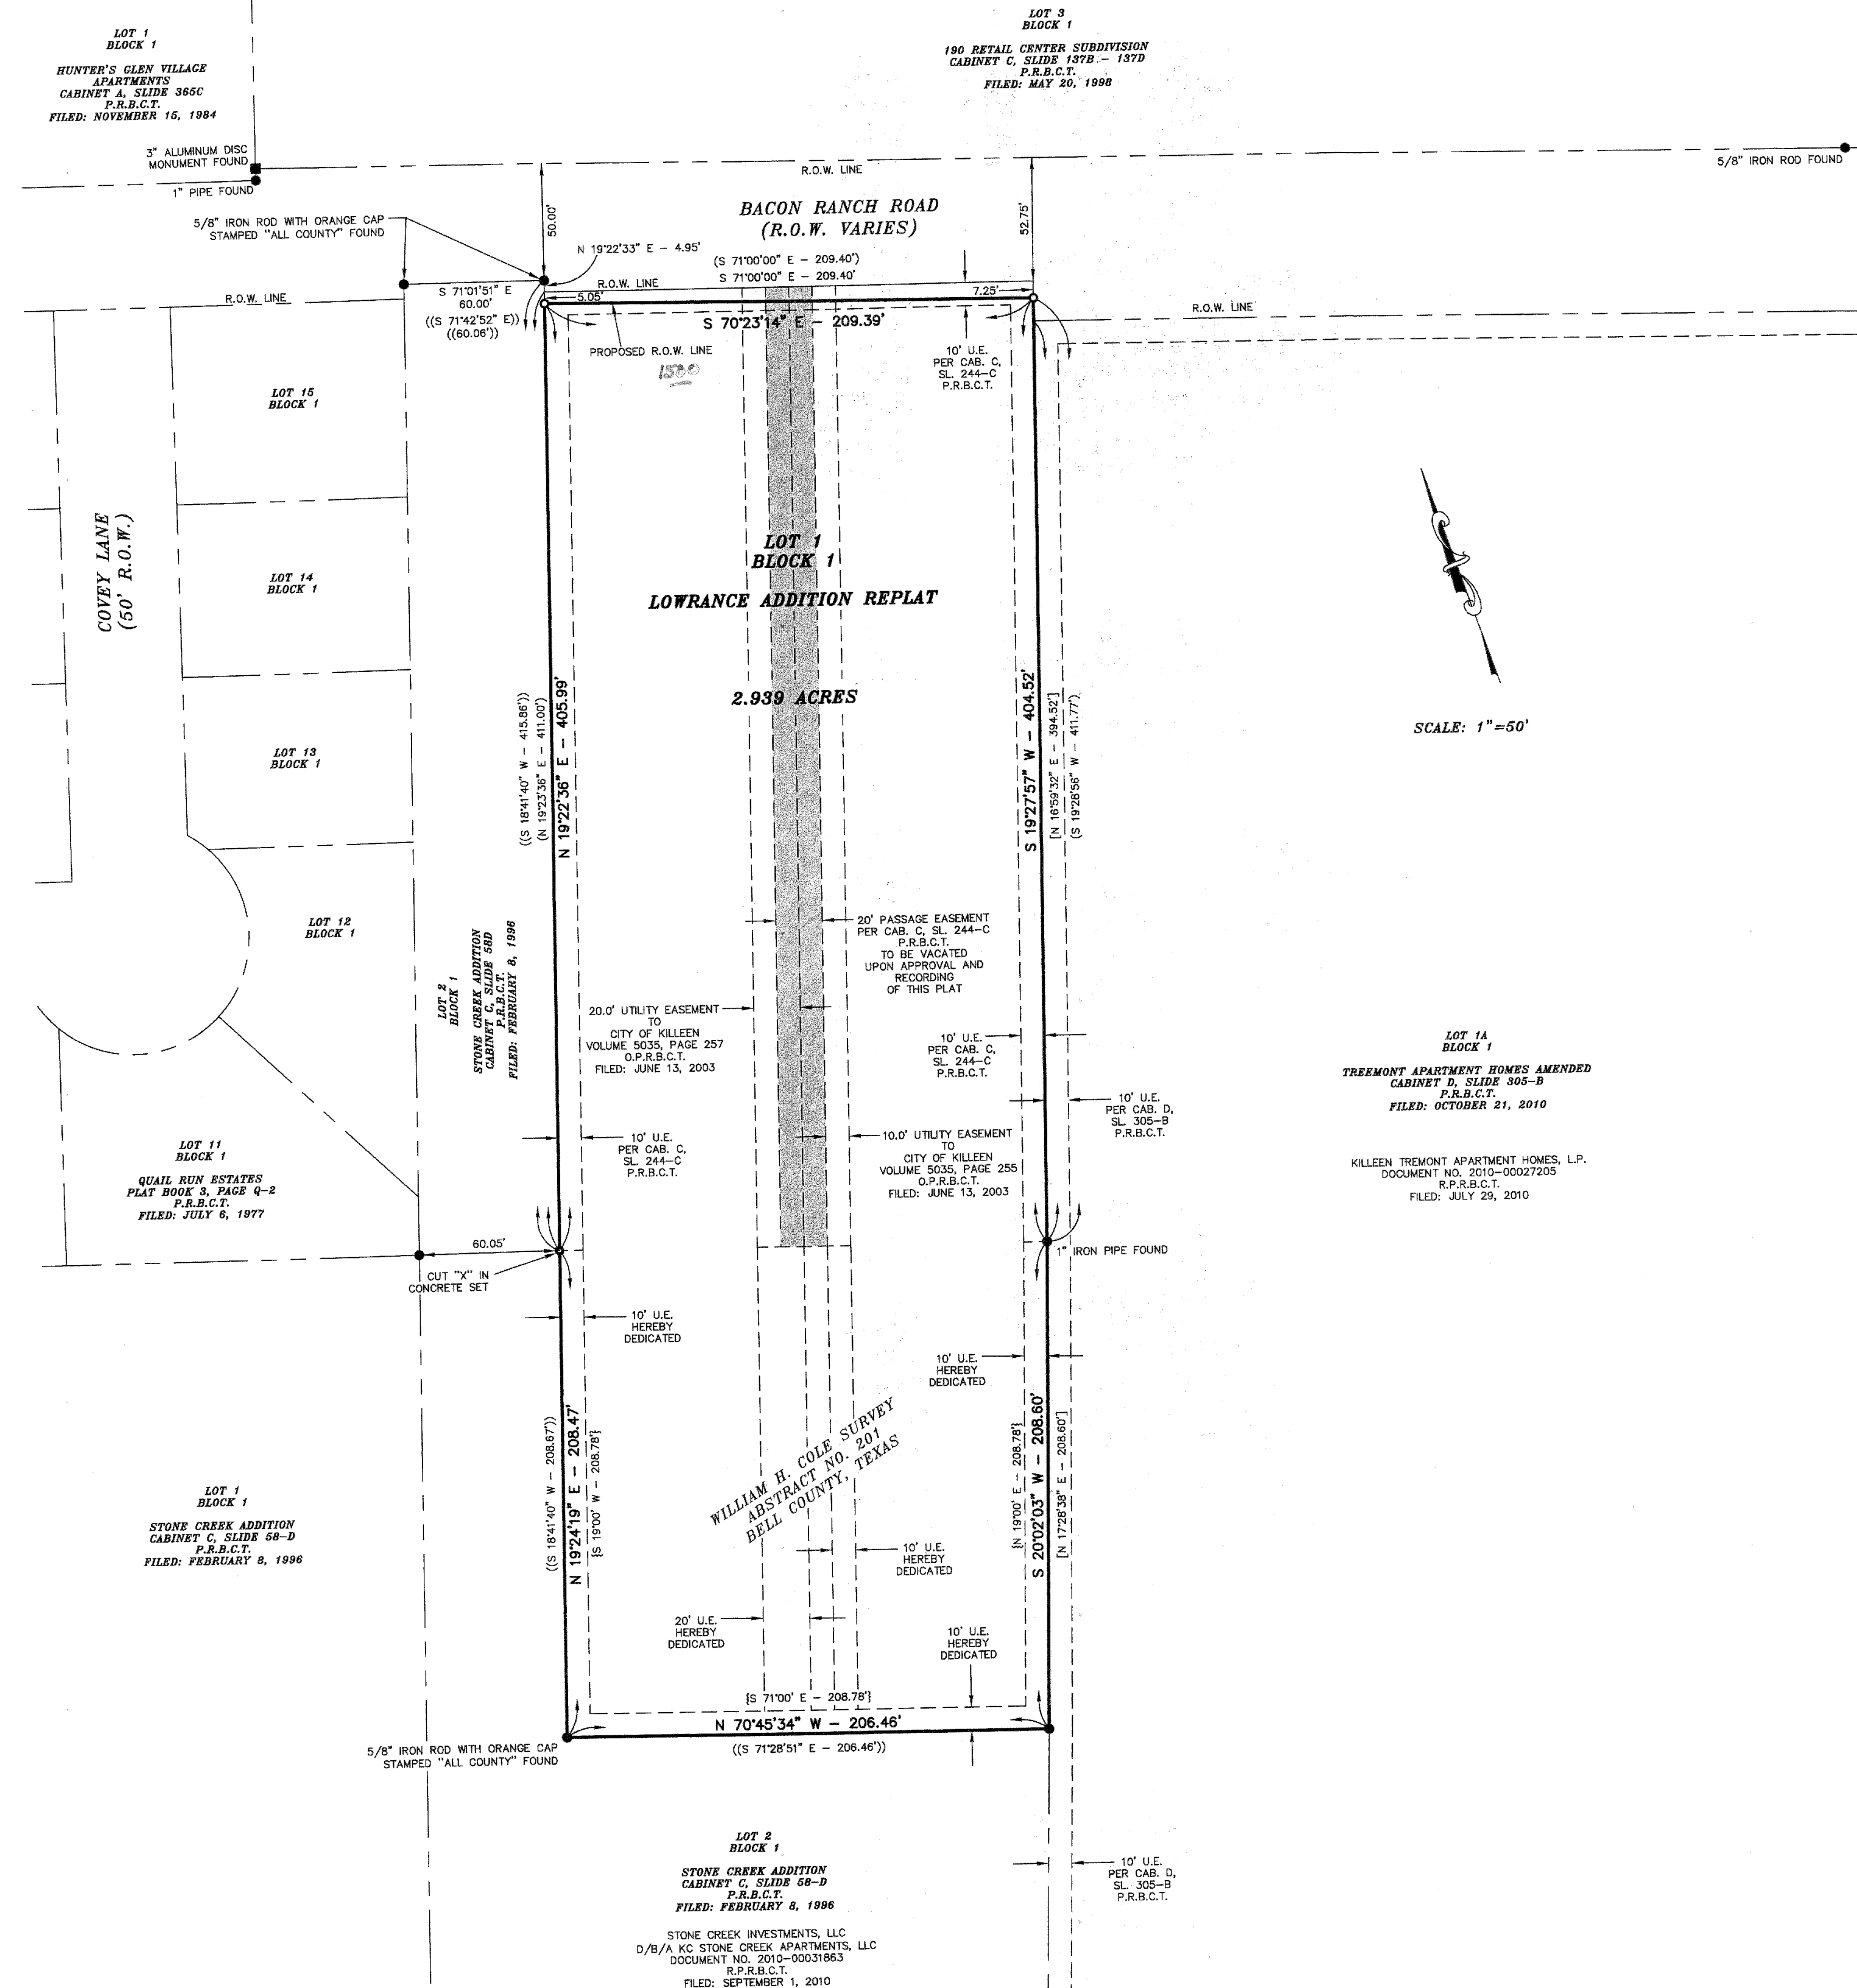 LOT 1
BLOCK 1
HUNTER'S GLEN VILLAGE
APARTMENTS
CABINET A, SLIDE 365C
P.R.B.C.T.
FILED: NOVEMBER 15, 1984
LOT 3
BLOCK 1
190 RETAIL CENTER SUBDIVISION
CABINET C, SLIDE 137B - 137D
P.R.B.C.T.
FILED: MAY 20, 1998
3" ALUMINUM DISC
MONUMENT FOUND
1" PIPE FOUND
R.O.W. LINE
5/8" IRON ROD FOUND
5/8" IRON ROD WITH ORANGE CAP
STAMPED "ALL COUNTY" FOUND
50.00'
BACON RANCH ROAD
(R.O.W. VARIES)
52.75'
N 19°22'33" E - 4.95'
(S 71°00'00" E - 209.40')
S 71°00'00" E - 209.40'
R.O.W. LINE
R.O.W. LINE
S 71°01'51" E
60.00'
((S 71°42'52" E))
((60.06'))
5.05'
7.25'
R.O.W. LINE
S 70°23'14" E - 209.39'
PROPOSED R.O.W. LINE
1500
10' U.E.
PER CAB. C,
SL. 244-C
P.R.B.C.T.
COVEY LANE
(50' R.O.W.)
LOT 15
BLOCK 1
LOT 14
BLOCK 1
LOT 13
BLOCK 1
LOT 12
BLOCK 1
LOT 11
BLOCK 1
QUAIL RUN ESTATES
PLAT BOOK 3, PAGE Q-2
P.R.B.C.T.
FILED: JULY 6, 1977
LOT 1
BLOCK 1
LOWRANCE ADDITION REPLAT
2.939 ACRES
((S 18°41'40" W - 415.86'))
(N 19°23'36" E - 411.00')
N 19°22'36" E - 405.99'
S 19°27'57" W - 404.52'
[N 16°59'32" E - 394.52']
(S 19°28'56" W - 411.77')
SCALE: 1"=50'
LOT 2
BLOCK 1
STONE CREEK ADDITION
CABINET C, SLIDE 58D
P.R.B.C.T.
FILED: FEBRUARY 8, 1996
20' PASSAGE EASEMENT
PER CAB. C, SL. 244-C
P.R.B.C.T.
TO BE VACATED
UPON APPROVAL AND
RECORDING
OF THIS PLAT
20.0' UTILITY EASEMENT
TO
CITY OF KILLEEN
VOLUME 5035, PAGE 257
O.P.R.B.C.T.
FILED: JUNE 13, 2003
10' U.E.
PER CAB. C,
SL. 244-C
P.R.B.C.T.
10' U.E.
PER CAB. D,
SL. 305-B
P.R.B.C.T.
10' U.E.
PER CAB. C,
SL. 244-C
P.R.B.C.T.
10.0' UTILITY EASEMENT
TO
CITY OF KILLEEN
VOLUME 5035, PAGE 255
O.P.R.B.C.T.
FILED: JUNE 13, 2003
LOT 1A
BLOCK 1
TREEMONT APARTMENT HOMES AMENDED
CABINET D, SLIDE 305-B
P.R.B.C.T.
FILED: OCTOBER 21, 2010
KILLEEN TREMONT APARTMENT HOMES, L.P.
DOCUMENT NO. 2010-00027205
R.P.R.B.C.T.
FILED: JULY 29, 2010
60.05'
CUT "X" IN
CONCRETE SET
1" IRON PIPE FOUND
10' U.E.
HEREBY
DEDICATED
10' U.E.
HEREBY
DEDICATED
((S 18°41'40" W - 208.67'))
N 19°24'19" E - 208.47'
{S 19°00' W - 208.78'}
WILLIAM H. COLE SURVEY
ABSTRACT NO. 201
BELL COUNTY, TEXAS
{N 19°00' E - 208.78'}
S 20°02'03" W - 208.60'
[N 17°28'38" E - 208.60']
LOT 1
BLOCK 1
STONE CREEK ADDITION
CABINET C, SLIDE 58-D
P.R.B.C.T.
FILED: FEBRUARY 8, 1996
10' U.E.
HEREBY
DEDICATED
20' U.E.
HEREBY
DEDICATED
10' U.E.
HEREBY
DEDICATED
{S 71°00' E - 208.78'}
N 70°45'34" W - 206.46'
((S 71°28'51" E - 206.46'))
5/8" IRON ROD WITH ORANGE CAP
STAMPED "ALL COUNTY" FOUND
LOT 2
BLOCK 1
STONE CREEK ADDITION
CABINET C, SLIDE 58-D
P.R.B.C.T.
FILED: FEBRUARY 8, 1996
STONE CREEK INVESTMENTS, LLC
D/B/A KC STONE CREEK APARTMENTS, LLC
DOCUMENT NO. 2010-00031863
R.P.R.B.C.T.
FILED: SEPTEMBER 1, 2010
10' U.E.
PER CAB. D,
SL. 305-B
P.R.B.C.T.